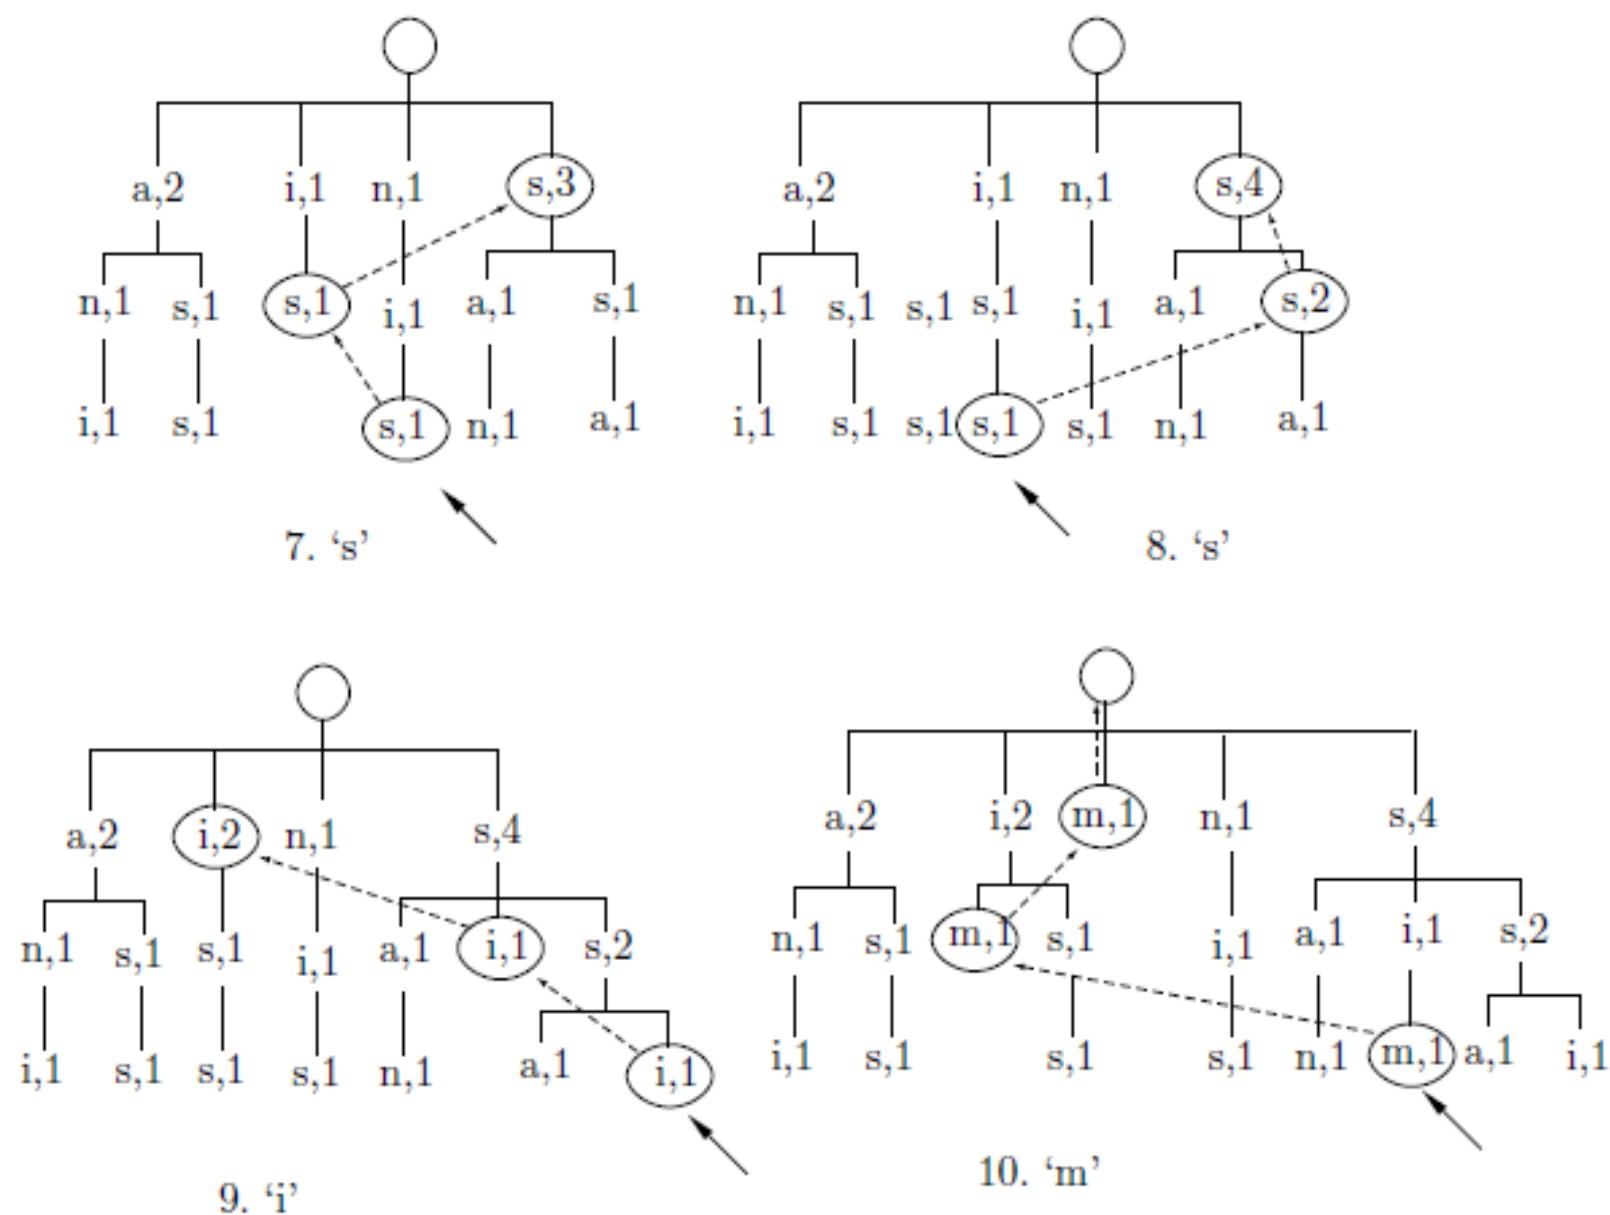 a,2 i,1 n,1 s,3 a,2 i,1 n,1 s,4
n,1 s,1 s,1 i,1 a,1 s,1 n,1 s,1 s,1 s,1 i,1 a,1 s,2
i,1 s,1 s,1 n,1 a,1 i,1 s,1 s,1 s,1 s,1 n,1 a,1
7. ‘s’ 8. ‘s’
a,2 i,2 n,1 s,4 a,2 i,2 m,1 n,1 s,4
n,1 s,1 s,1 i,1 a,1 i,1 s,2 n,1 s,1 m,1 s,1 i,1 a,1 i,1 s,2
i,1 s,1 s,1 s,1 n,1 a,1 i,1 i,1 s,1 s,1 s,1 n,1 m,1 a,1 i,1
9. ‘i’ 10. ‘m’